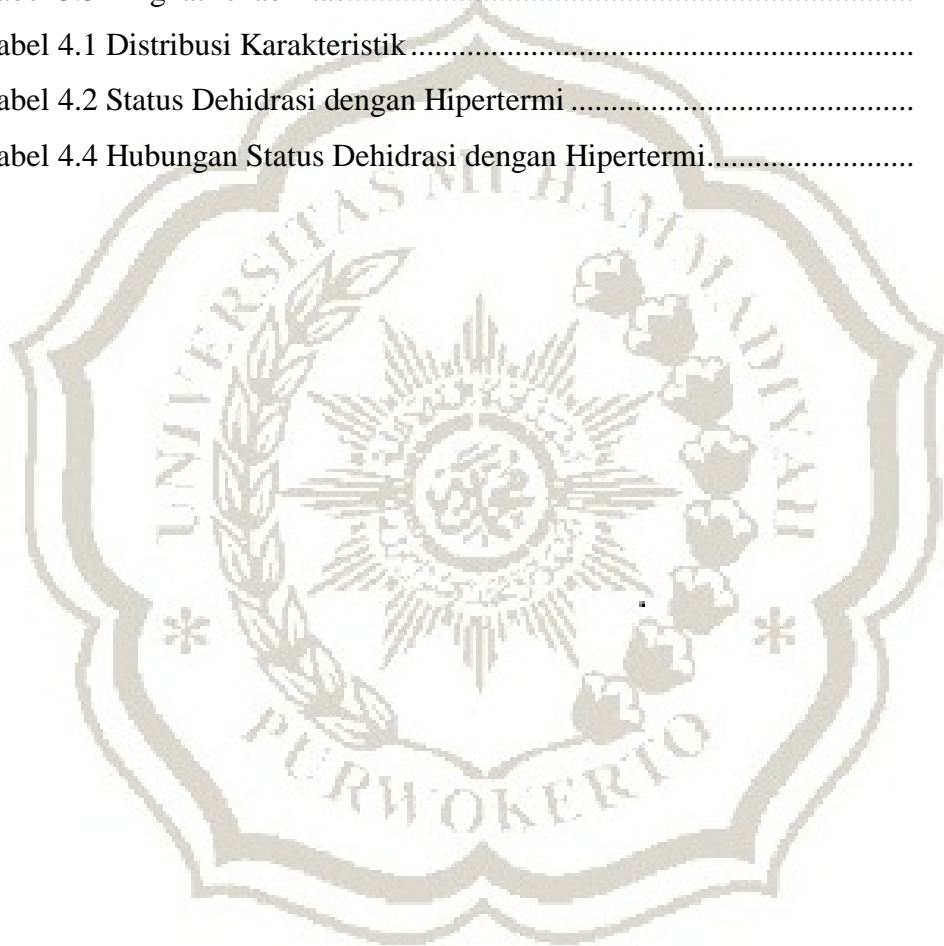 abel 4.1 Distribusi Karakteristik................................................................
abel 4.2 Status Dehidrasi dengan Hipertermi...........................................
abel 4.4 Hubungan Status Dehidrasi dengan Hipertermi..........................
UNIVERSITAS MUHAMMADIYAH
* *
PURWOKERTO